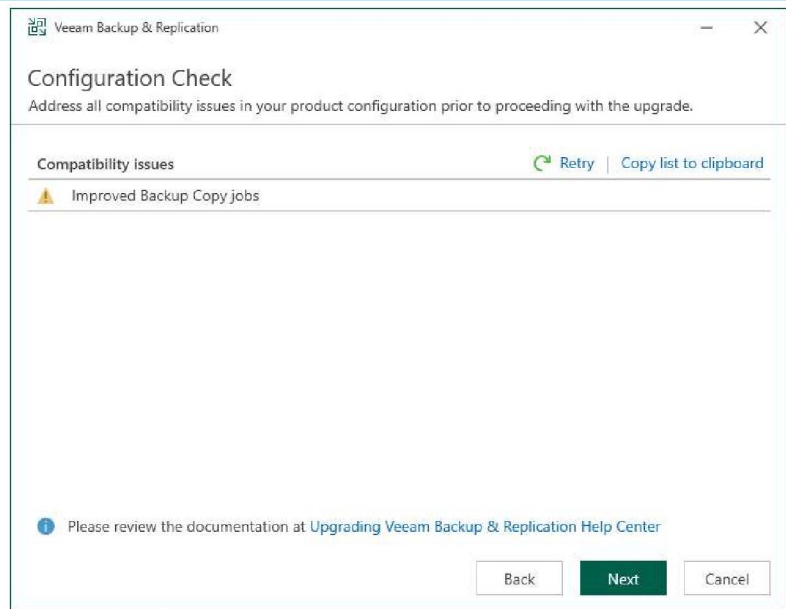 Veeam Backup & Replication
Configuration Check
Address all compatibility issues in your product configuration prior to proceeding with the upgrade.
Compatibility issues
Retry | Copy list to clipboard
Improved Backup Copy jobs
Please review the documentation at Upgrading Veeam Backup & Replication Help Center
Back
Next
Cancel